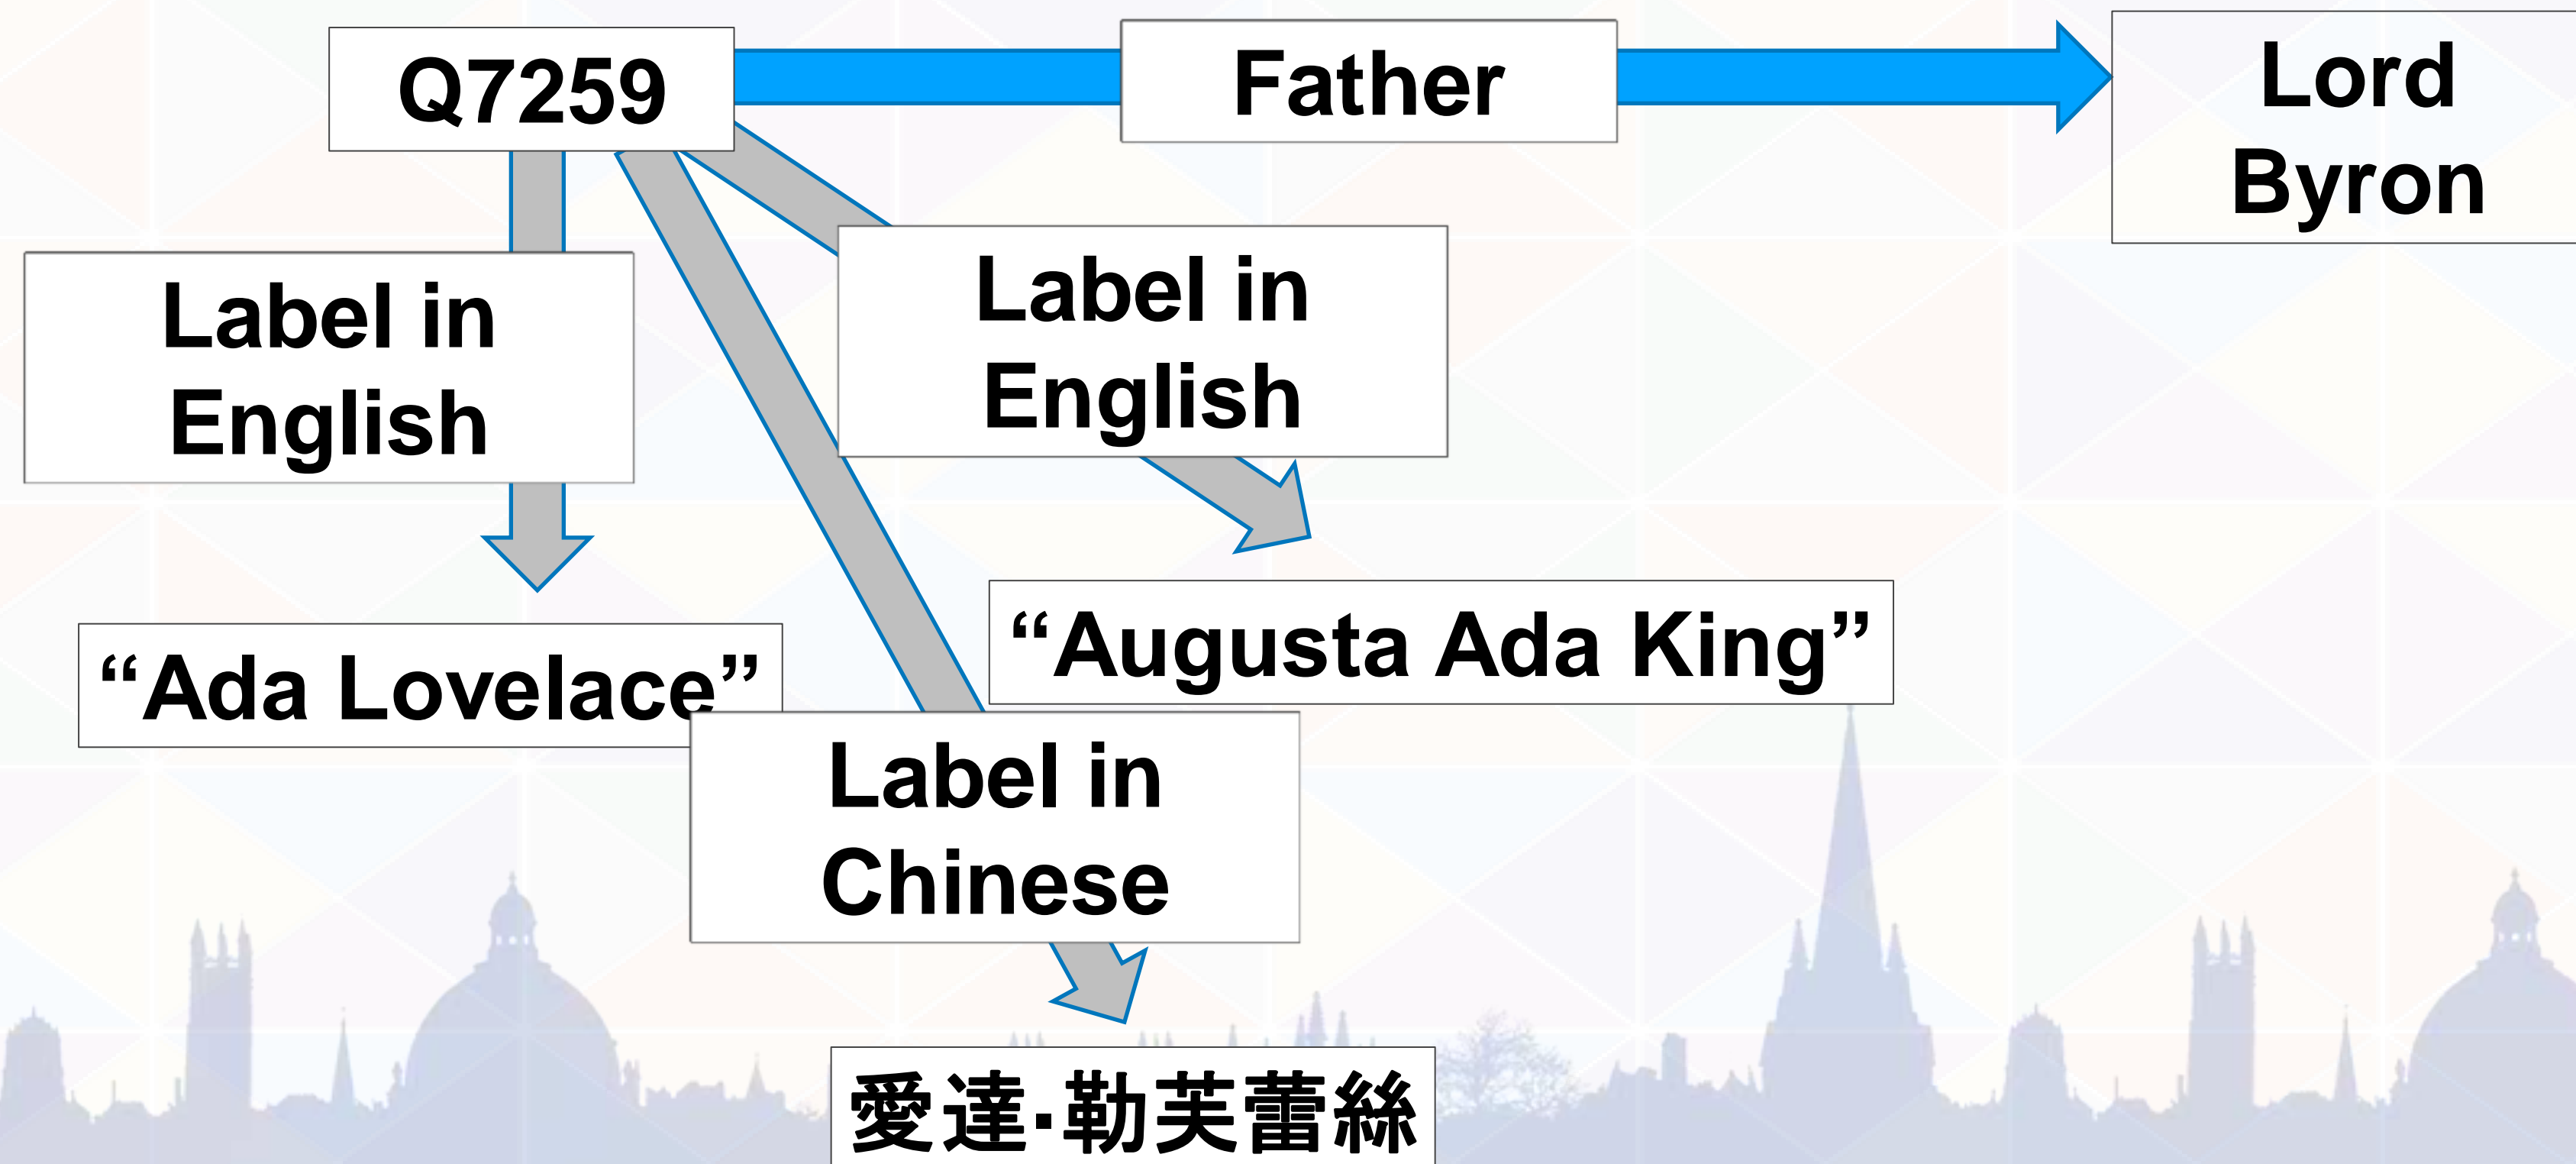 Q7259
Father
Lord
Byron
Label in
English
Label in
English
“Ada Lovelace”
“Augusta Ada King”
Label in
Chinese
愛達·勒芙蕾絲